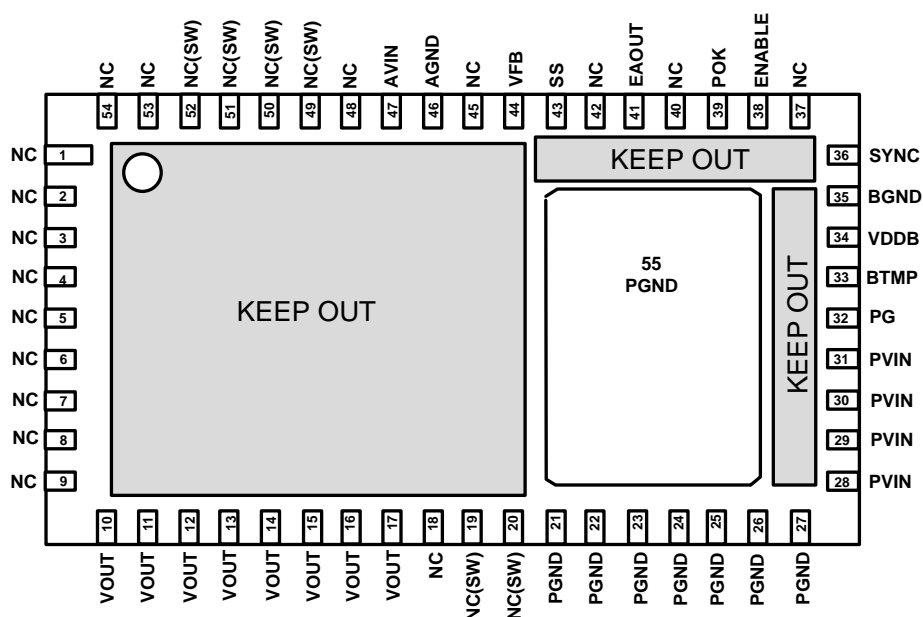 NC
NC
NC(SW)
NC(SW)
NC(SW)
NC(SW)
NC
AVIN
AGND
NC
VFB
SS
NC
EAOUT
NC
POK
ENABLE
NC
54
53
52
51
50
49
48
47
46
45
44
43
42
41
40
39
38
37
NC 1
NC 2
NC 3
NC 4
NC 5
NC 6
NC 7
NC 8
NC 9
KEEP OUT
KEEP OUT
55
PGND
KEEP OUT
36 SYNC
35 BGND
34 VDDB
33 BTMP
32 PG
31 PVIN
30 PVIN
29 PVIN
28 PVIN
10
11
12
13
14
15
16
17
18
19
20
21
22
23
24
25
26
27
VOUT
VOUT
VOUT
VOUT
VOUT
VOUT
VOUT
VOUT
NC
NC(SW)
NC(SW)
PGND
PGND
PGND
PGND
PGND
PGND
PGND